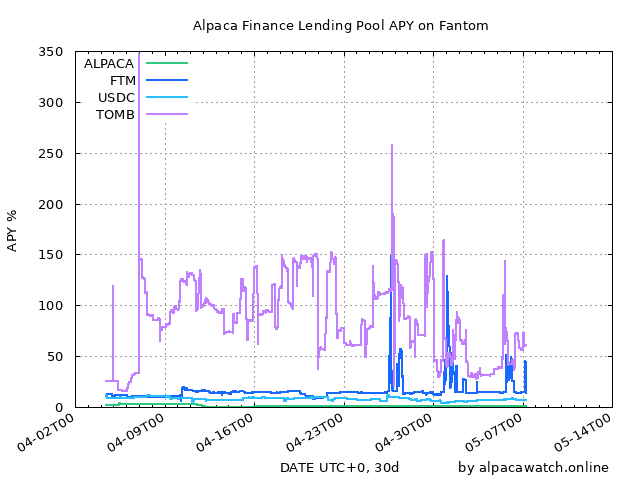 Alpaca Finance Lending Pool APY on Fantom
ALPACA
FTM
USDC
TOMB
APY %
350
300
250
200
150
100
50
0
04-02T00
04-09T00
04-16T00
04-23T00
04-30T00
05-07T00
05-14T00
DATE UTC+0, 30d
by alpacawatch.online